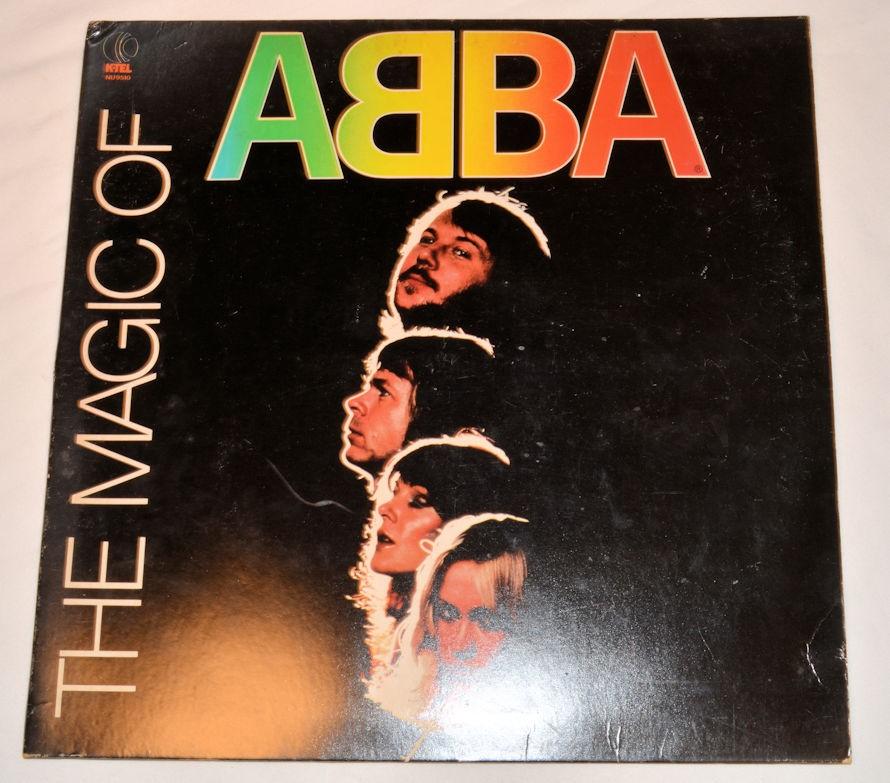 K-TEL
NU9510
ABBA
®
THE MAGIC OF